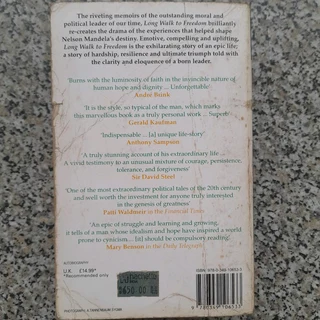 The riveting memoirs of the outstanding moral and
political leader of our time, Long Walk to Freedom brilliantly
re-creates the drama of the experiences that helped shape
Nelson Mandela's destiny. Emotive, compelling and uplifting,
Long Walk to Freedom is the exhilarating story of an epic life;
a story of hardship, resilience and ultimate triumph told with
the clarity and eloquence of a born leader.
'Burns with the luminosity of faith in the invincible nature of
human hope and dignity ... Unforgettable'
André Brink
'It is the style, so typical of the man, which marks
this marvellous book as a truly personal work ... Superb'
Gerald Kaufman
'Indispensable ... [a] unique life-story'
Anthony Sampson
'A truly stunning account of his extraordinary life ...
A vivid testimony to an unusual mixture of courage, persistence,
tolerance, and forgiveness'
Sir David Steel
'One of the most extraordinary political tales of the 20th century
and well worth the investment for anyone truly interested
in the genesis of greatness'
Patti Waldmeir in the Financial Times
'An epic of struggle and learning and growing,
it tells of a man whose idealism and hope have inspired a world
prone to cynicism... [It] should be compulsory reading'
Mary Benson in the Daily Telegraph
AUTOBIOGRAPHY
U.K. £14.99*
*Recommended only